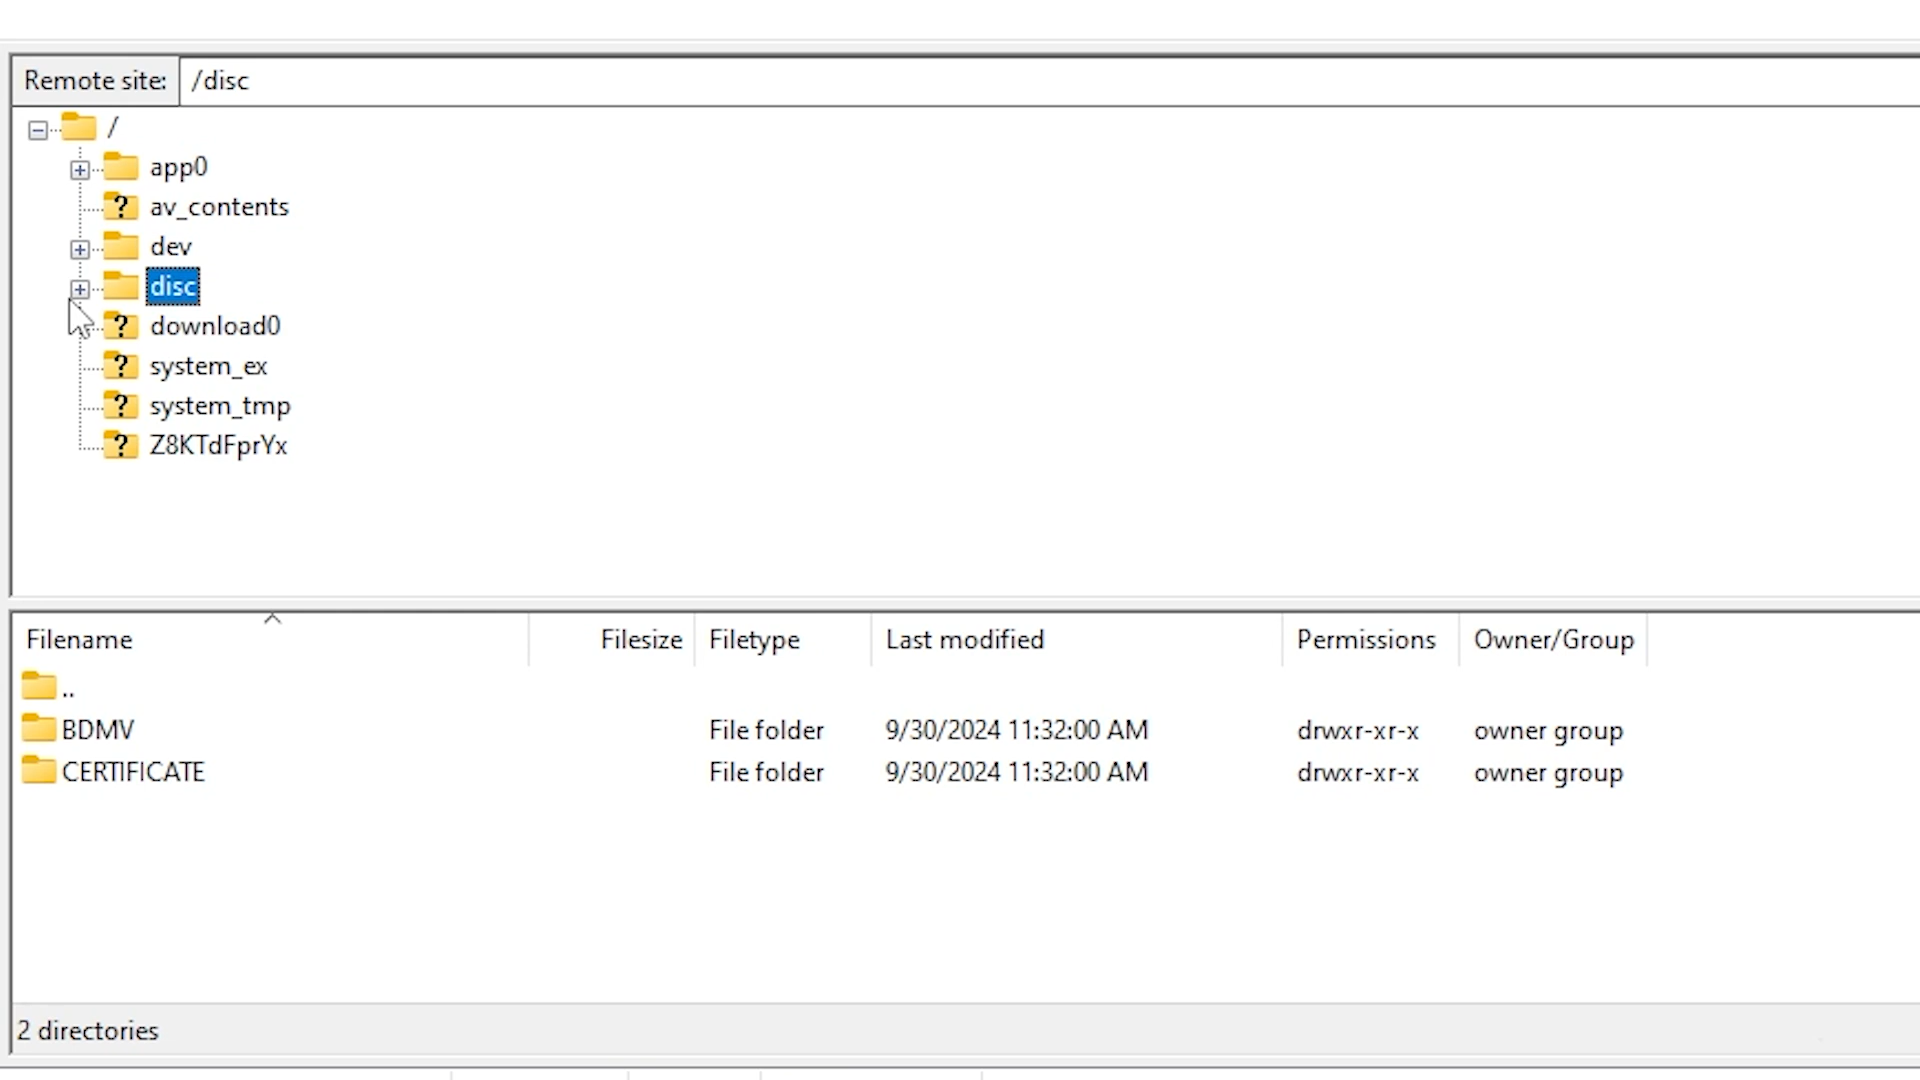 Remote site: /disc
/
app0
av_contents
dev
disc
download0
system_ex
system_tmp
Z8KTdFprYx
Filename Filesize Filetype Last modified Permissions Owner/Group
..
BDMV File folder 9/30/2024 11:32:00 AM drwxr-xr-x owner group
CERTIFICATE File folder 9/30/2024 11:32:00 AM drwxr-xr-x owner group
2 directories